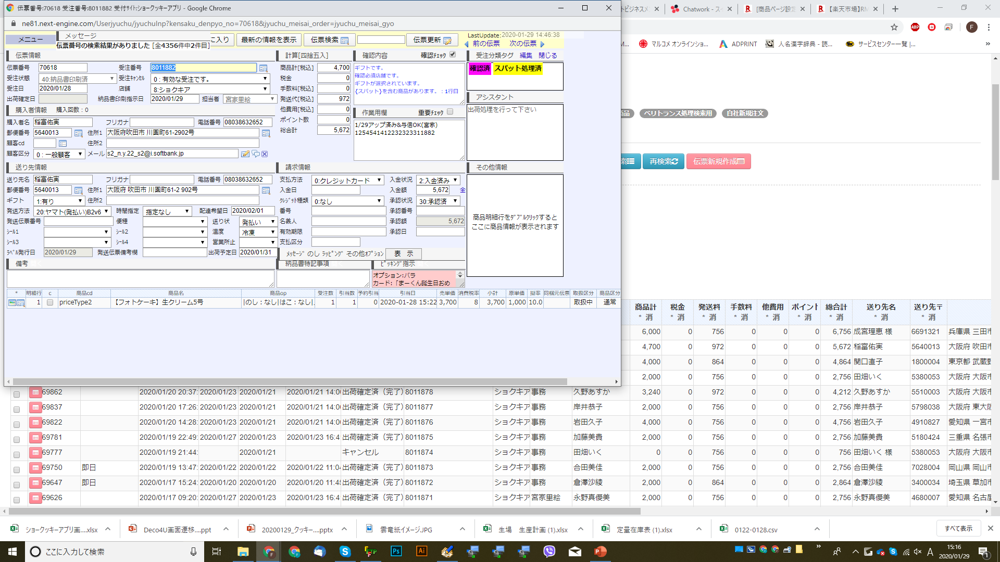 伝票番号:70618 受注番号:8011882 受付サイト:ショークッキーアプリ - Google Chrome
ne81.next-engine.com/Userjyuchu/jyuchuInp?kensaku_denpyo_no=70618&jyuchu_meisai_order=jyuchu_meisai_gyo
トビジネスメ
Chatwork - ス
[商品ページ設定
【楽天市場】RM
マルコメ オンラインショ...
ADPRINT
人名漢字辞典 - 読...
サービスセンター一覧 |...
メニュー
メッセージ
伝票番号の検索結果がありました [全4356件中2件目]
に入り
最新の情報を表示
伝票検索
伝票更新
LastUpdate:2020-01-29 14:46:38
前の伝票 次の伝票
伝票情報
伝票番号 70618 受注番号 8011882
受注状態 40:納品書印刷済 受注ｷｬﾝｾﾙ 0 : 有効な受注です。
受注日 2020/01/28 店舗 8:ショクキア
出荷確定日 納品書印刷指示日 2020/01/29 担当者 宮家里絵
購入者情報 購入回数 : 0
購入者名 稲富佑実 フリガナ 電話番号 08038632652
郵便番号 5640013 住所1 大阪府吹田市 川園町61-2902号
顧客cd 住所2
顧客区分 0 : 一般顧客 メール s2_n.y.22_s2@i.softbank.jp
送り先情報
送り先名 稲富佑実 フリガナ 電話番号 08038632652
郵便番号 5640013 住所1 大阪府 吹田市 川園町61-2 902号
ギフト 1:有り 住所2
発送方法 20:ヤマト(発払い)B2v6 時間指定 指定なし 配達希望日 2020/02/01
発送伝票番号 便種 送り状 発払い
ｼｰﾙ1 ｼｰﾙ2 温度 冷凍
ｼｰﾙ3 ｼｰﾙ4 営業所止
ﾗﾍﾞﾙ発行日 2020/01/29 発送伝票備考欄 出荷予定日 2020/01/31
備考
計算[四捨五入]
商品計[税込] 4,700
税金 0
手数料[税込] 0
発送代[税込] 972
他費用[税込] 0
ポイント数 0
総合計 5,672
確認内容 確認ﾁｪｯｸ
ギフトです。
確認必須店舗です。
ギフトが選択されています。
{スパット}を含む商品があります。: 1行目
作業用欄 重要ﾁｪｯｸ
1/29アップ済み&与信OK(宮家)
1254541412232323311882
受注分類タグ 編集 閉じる
確認済 スパット処理済
アシスタント
出荷処理を行って下さい
その他情報
商品明細行をﾀﾞﾌﾞﾙｸﾘｯｸすると
ここに商品情報が表示されます
請求情報
支払方法 0:クレジットカード 入金状況 2:入金済み
入金日 入金額 5,672 全
ｸﾚｼﾞｯﾄ種類 0:なし 承認状況 30:承認済
番号 承認番号
名義人 承認額 5,672
有効期限 承認日
支払区分
ﾒｯｾｰｼﾞ のし ﾗｯﾋﾟﾝｸﾞ その他ｵﾌﾟｼｮﾝ 表 示
納品書特記事項
ﾋﾟｯｷﾝｸﾞ指示
オプション:バラ
カード:「まーくん誕生日おめ
* 明細行 c 商品cd 商品名 商品op 受注数 引当数 予約引当 引当日 売単価 消費税率 小計 原単価 掛率 同梱元伝票 取扱区分 商品区分
1 priceType2 【フォトケーキ】生クリーム5号 |のし : なし|はこ : なし|. 1 1 0 2020-01-28 15:22 3,700 8 3,700 1,000 10.0 取扱中 通常
品 ベリトランス処理検索用 自社新規注文
索 再検索 伝票新規作成
商品計 税金 発送料 手数料 他費用 ポイント 総合計 送り先名 送り先〒
* 消 * 消 * 消 * 消 * 消 * 消 * 消 * 消 * 消
6,000 0 756 0 0 0 6,756 成宮理恵 様 6691321 兵庫県 三田市
4,700 0 972 0 0 0 5,672 稲富佑実 5640013 大阪府 吹田市
4,000 0 864 0 0 0 4,864 関口直子 1800004 東京都 武蔵野
2,000 0 756 0 0 0 2,756 田畑いく 5380053 大阪府 大阪市
69862 2020/01/20 20:37: 2020/01/23 2020/01/21 2020/01/21 14:0 出荷確定済（完了） 8011878 ショクキア 事務 久野あすか 3,240 0 972 0 0 0 4,212 久野あすか 5510003 大阪府 大阪市
69837 2020/01/20 17:26: 2020/01/23 2020/01/21 2020/01/21 14:0 出荷確定済（完了） 8011877 ショクキア 事務 岸井恭子 2,000 0 756 0 0 0 2,756 岸井恭子 5798038 大阪府 東大阪
69822 2020/01/20 14:28: 2020/01/23 2020/01/21 2020/01/21 14:0 出荷確定済（完了） 8011876 ショクキア 事務 岩田久子 4,000 0 756 0 0 0 4,756 岩田久子 4910827 愛知県 一宮市
69781 2020/01/19 22:49: 2020/01/27 2020/01/23 2020/01/23 16:4 出荷確定済（完了） 8011875 ショクキア 事務 加藤美貴 2,000 0 756 0 0 0 2,756 加藤美貴 5180424 三重県 名張市
69777 2020/01/19 21:44: 2020/01/21 キャンセル 8011874 ショクキア 事務 田畑いく 0 0 756 0 0 0 756 田畑いく 様 5380053 大阪府 大阪市
69750 即日 2020/01/19 13:47: 2020/01/22 2020/01/22 2020/01/22 11:04 出荷確定済（完了） 8011873 ショクキア 事務 合田美佳 2,000 0 756 0 0 0 2,756 合田美佳 7028004 岡山県 岡山市
69647 即日 2020/01/17 15:24: 2020/01/20 2020/01/20 2020/01/20 11:45 出荷確定済（完了） 8011872 ショクキア 事務 倉澤沙綾 2,000 0 864 0 0 0 2,864 倉澤沙綾 3400034 埼玉県 草加市
69626 2020/01/17 09:20: 2020/01/27 2020/01/23 2020/01/23 16:4 出荷確定済（完了） 8011871 ショクキア 宮家里絵 永野真優美 2,000 0 756 0 0 0 2,756 永野真優美 4680007 愛知県 名古屋
ショークッキーアプリ画....xlsx
Deco4U画面遷移....ppt
20200129_クッキー....pptx
雲竜紙イメージ.JPG
生場 生産計画 (1).xlsx
定量在庫表 (1).xlsx
0122-0128.csv
すべて表示
ここに入力して検索
15:16
2020/01/29